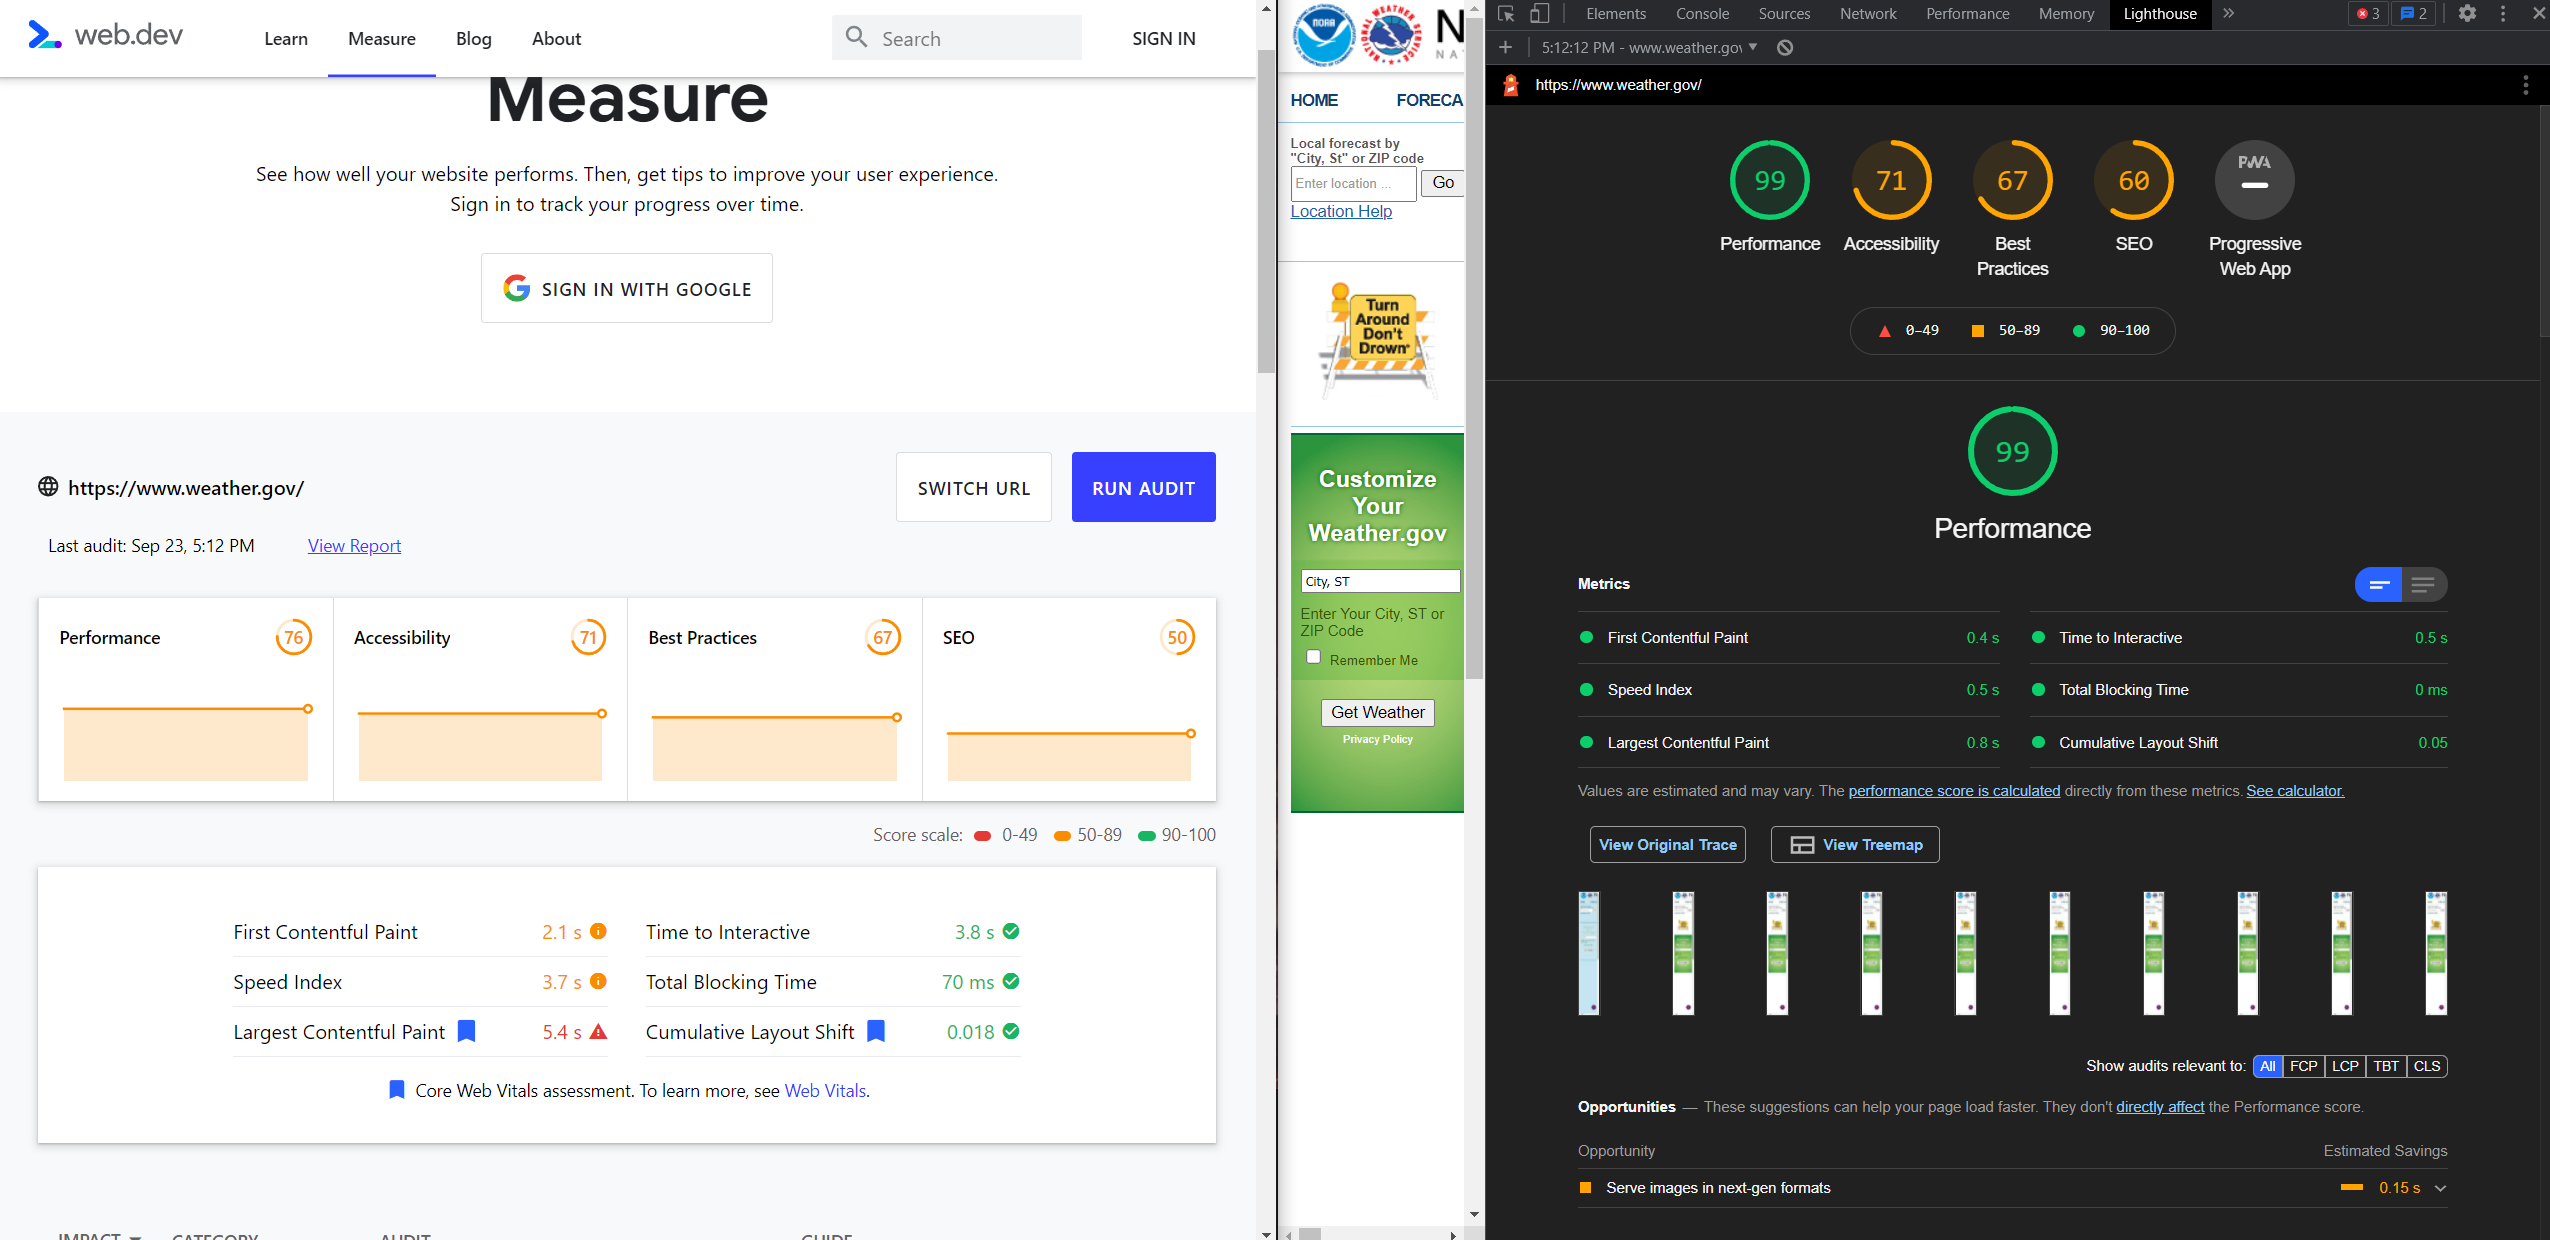 web.dev
Learn
Measure
Blog
About
Search
SIGN IN
Measure
See how well your website performs. Then, get tips to improve your user experience.
Sign in to track your progress over time.
SIGN IN WITH GOOGLE
https://www.weather.gov/
SWITCH URL
RUN AUDIT
Last audit: Sep 23, 5:12 PM
View Report
Performance 76
Accessibility 71
Best Practices 67
SEO 50
Score scale: 0-49 50-89 90-100
First Contentful Paint 2.1 s
Time to Interactive 3.8 s
Speed Index 3.7 s
Total Blocking Time 70 ms
Largest Contentful Paint 5.4 s
Cumulative Layout Shift 0.018
Core Web Vitals assessment. To learn more, see Web Vitals.
IMPACT
CATEGORY
AUDIT
GUIDE
NOAA
N
NA
HOME
FORECA
Local forecast by
"City, St" or ZIP code
Enter location ...
Go
Location Help
Turn
Around
Don't
Drown
Customize
Your
Weather.gov
City, ST
Enter Your City, ST or
ZIP Code
Remember Me
Get Weather
Privacy Policy
Elements
Console
Sources
Network
Performance
Memory
Lighthouse
3
2
5:12:12 PM - www.weather.gov
https://www.weather.gov/
99
71
67
60
PWA
Performance
Accessibility
Best
Practices
SEO
Progressive
Web App
0–49
50–89
90–100
99
Performance
Metrics
First Contentful Paint 0.4 s
Time to Interactive 0.5 s
Speed Index 0.5 s
Total Blocking Time 0 ms
Largest Contentful Paint 0.8 s
Cumulative Layout Shift 0.05
Values are estimated and may vary. The performance score is calculated directly from these metrics. See calculator.
View Original Trace
View Treemap
Show audits relevant to: All FCP LCP TBT CLS
Opportunities — These suggestions can help your page load faster. They don't directly affect the Performance score.
Opportunity
Estimated Savings
Serve images in next-gen formats
0.15 s